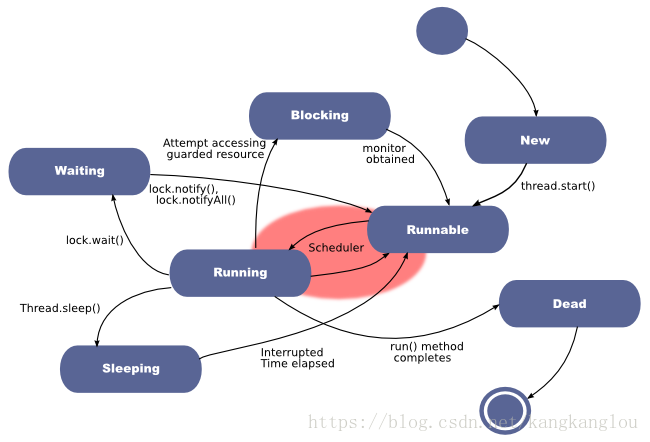 Blocking
New
Attempt accessing
guarded resource
monitor
obtained
Waiting
thread.start()
lock.notify(),
lock.notifyAll()
Runnable
lock.wait()
Scheduler
Running
Thread.sleep()
Dead
Interrupted
Time elapsed
run() method
completes
Sleeping
https://blog.csdn.net/kangkanglou